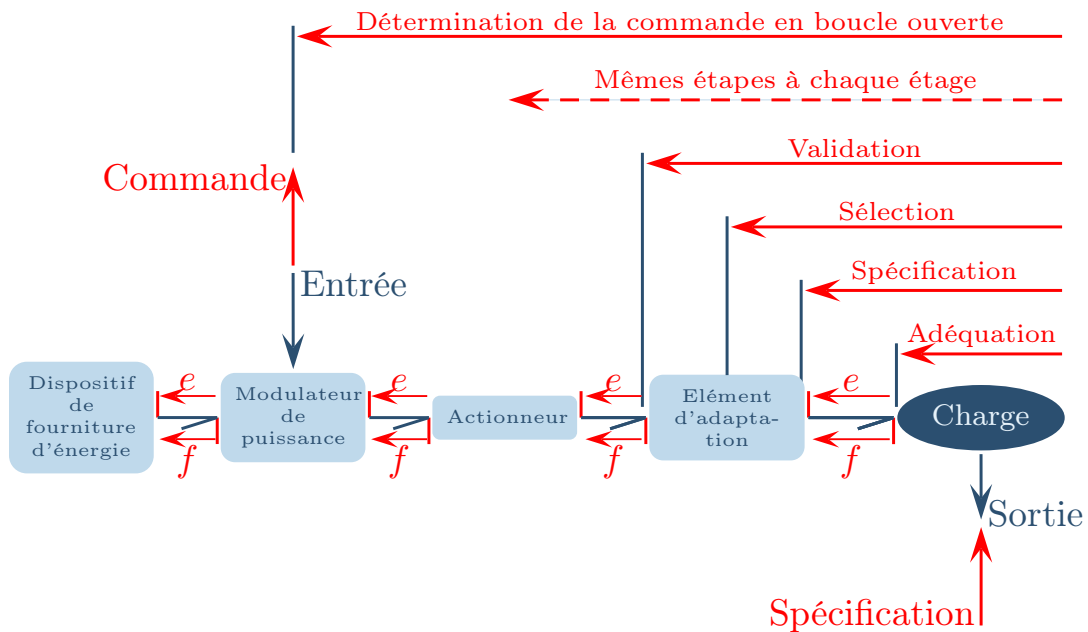 Détermination de la commande en boucle ouverte
Mêmes étapes à chaque étage
Validation
Commande
Sélection
Spécification
Entrée
Adéquation
Dispositif
de
fourniture
d'énergie
e
f
Modulateur
de
puissance
e
f
Actionneur
e
f
Elément
d'adapta-
tion
e
f
Charge
Sortie
Spécification